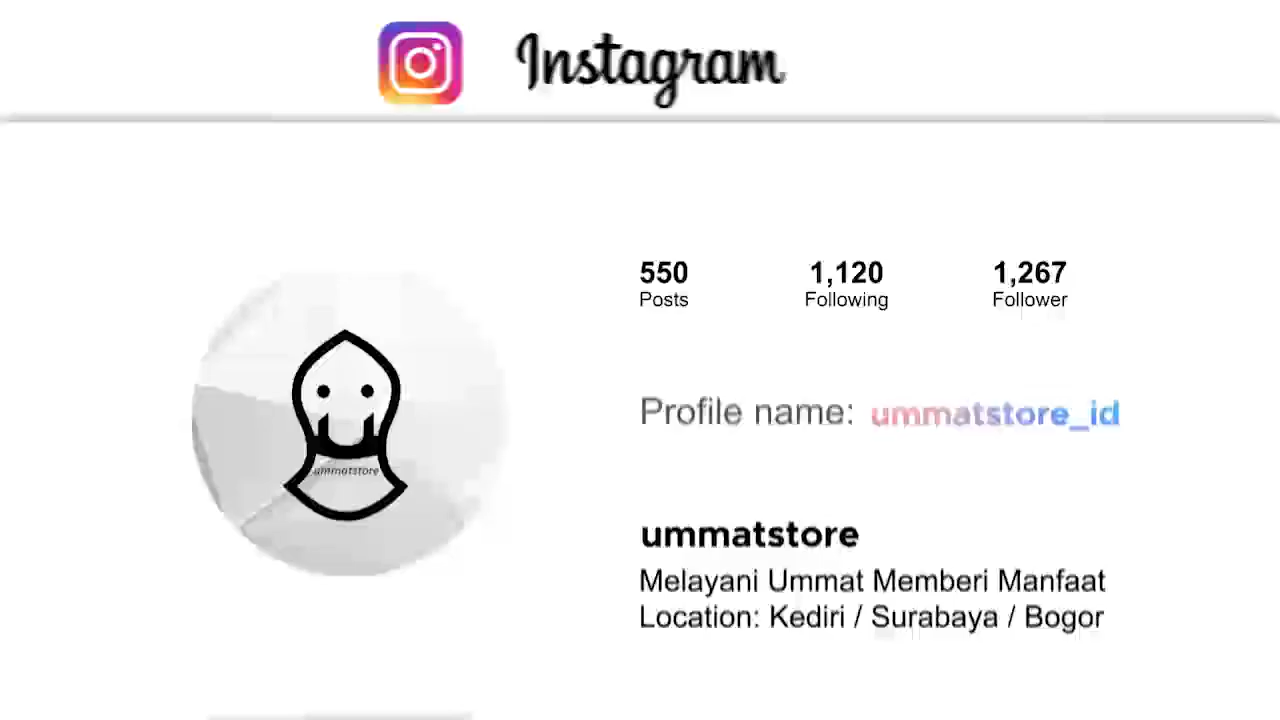 Instagram
550 1,120 1,267
Posts Following Follower
Profile name: ummatstore_id
ummatstore
ummatstore
Melayani Ummat Memberi Manfaat
Location: Kediri / Surabaya / Bogor